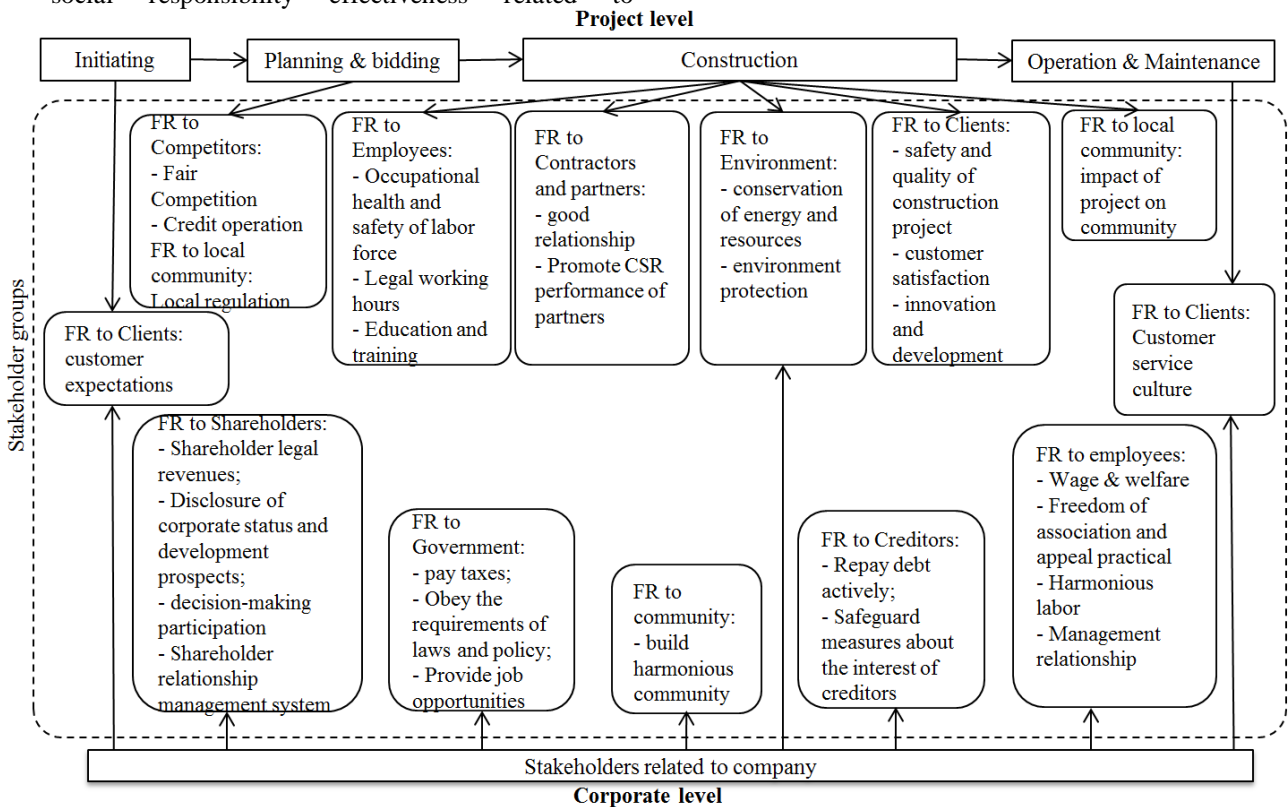 social responsibility effectiveness related to
Project level
Initiating
Planning & bidding
Construction
Operation & Maintenance
Stakeholder groups
FR to
Competitors:
- Fair
Competition
- Credit operation
FR to local
community:
Local regulation
FR to
Employees:
- Occupational
health and
safety of labor
force
- Legal working
hours
- Education and
training
FR to
Contractors
and partners:
- good
relationship
- Promote CSR
performance of
partners
FR to
Environment:
- conservation
of energy and
resources
- environment
protection
FR to Clients:
- safety and
quality of
construction
project
- customer
satisfaction
- innovation
and
development
FR to local
community:
impact of
project on
community
FR to Clients:
customer
expectations
FR to Clients:
Customer
service
culture
FR to Shareholders:
- Shareholder legal
revenues;
- Disclosure of
corporate status and
development
prospects;
- decision-making
participation
- Shareholder
relationship
management system
FR to
Government:
- pay taxes;
- Obey the
requirements of
laws and policy;
- Provide job
opportunities
FR to
community:
- build
harmonious
community
FR to Creditors:
- Repay debt
actively;
- Safeguard
measures about
the interest of
creditors
FR to employees:
- Wage & welfare
- Freedom of
association and
appeal practical
- Harmonious
labor
- Management
relationship
Stakeholders related to company
Corporate level